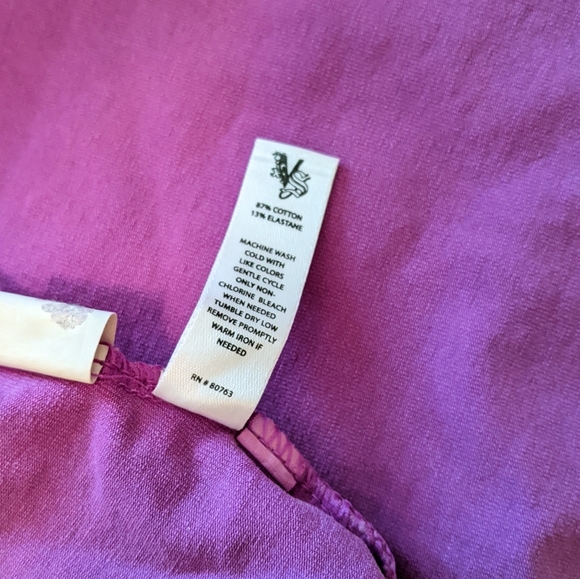 VS
87% COTTON
13% ELASTANE
MACHINE WASH
COLD WITH
LIKE COLORS
GENTLE CYCLE
ONLY NON-
CHLORINE BLEACH
WHEN NEEDED
TUMBLE DRY LOW
REMOVE PROMPTLY
WARM IRON IF
NEEDED
RN # 80763